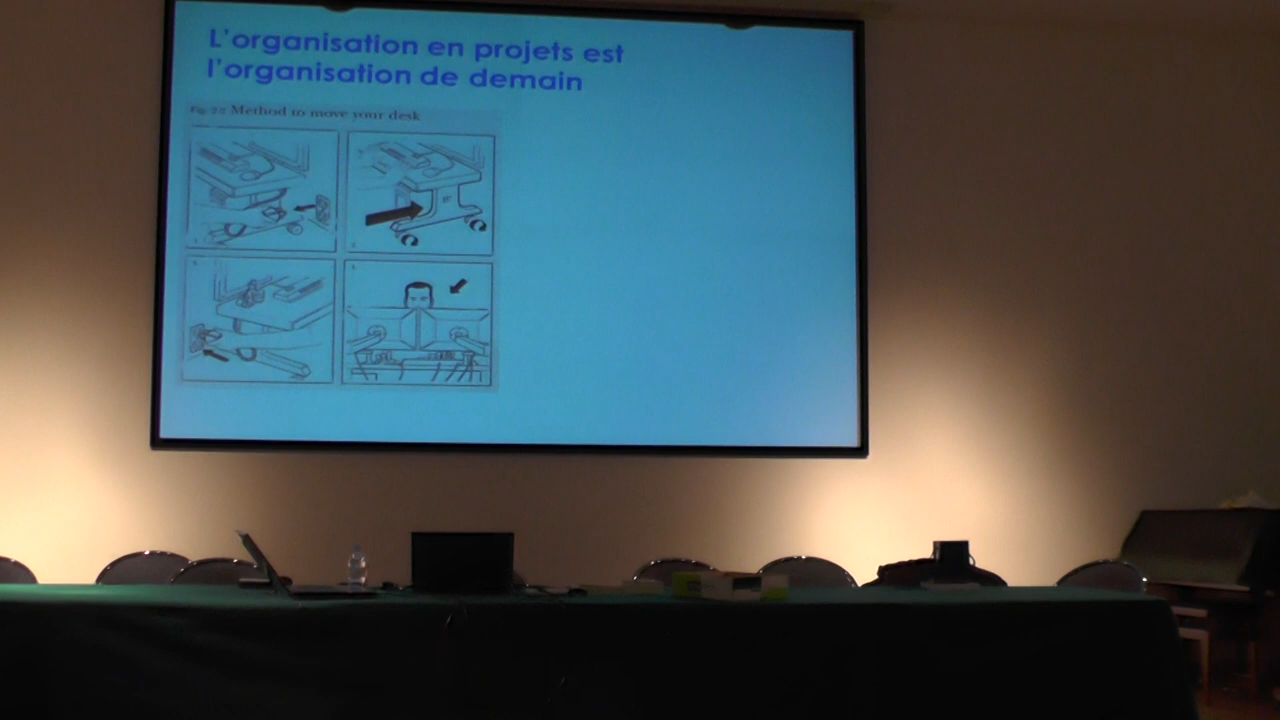 L'organisation en projets est
l'organisation de demain
Method to move your desk